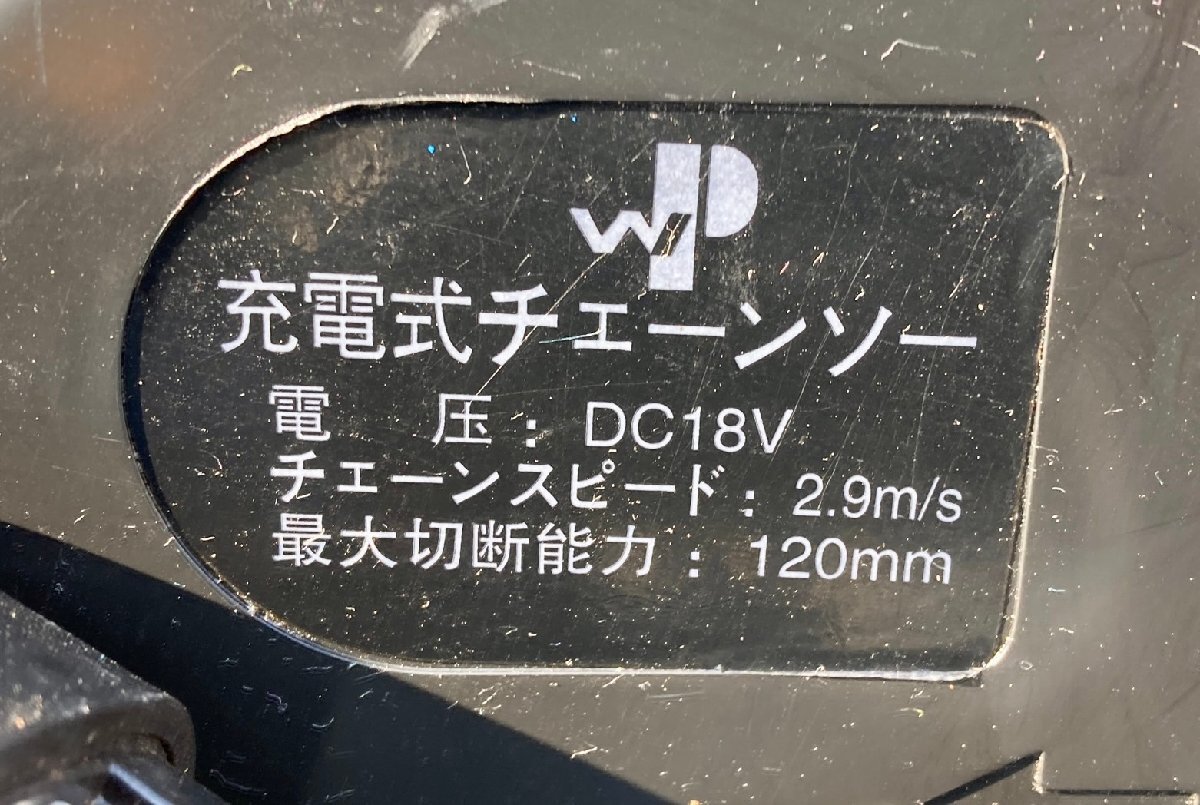 WP
充電式チェーンソー
電　　圧：DC18V
チェーンスピード：2.9m/s
最大切断能力：120mm